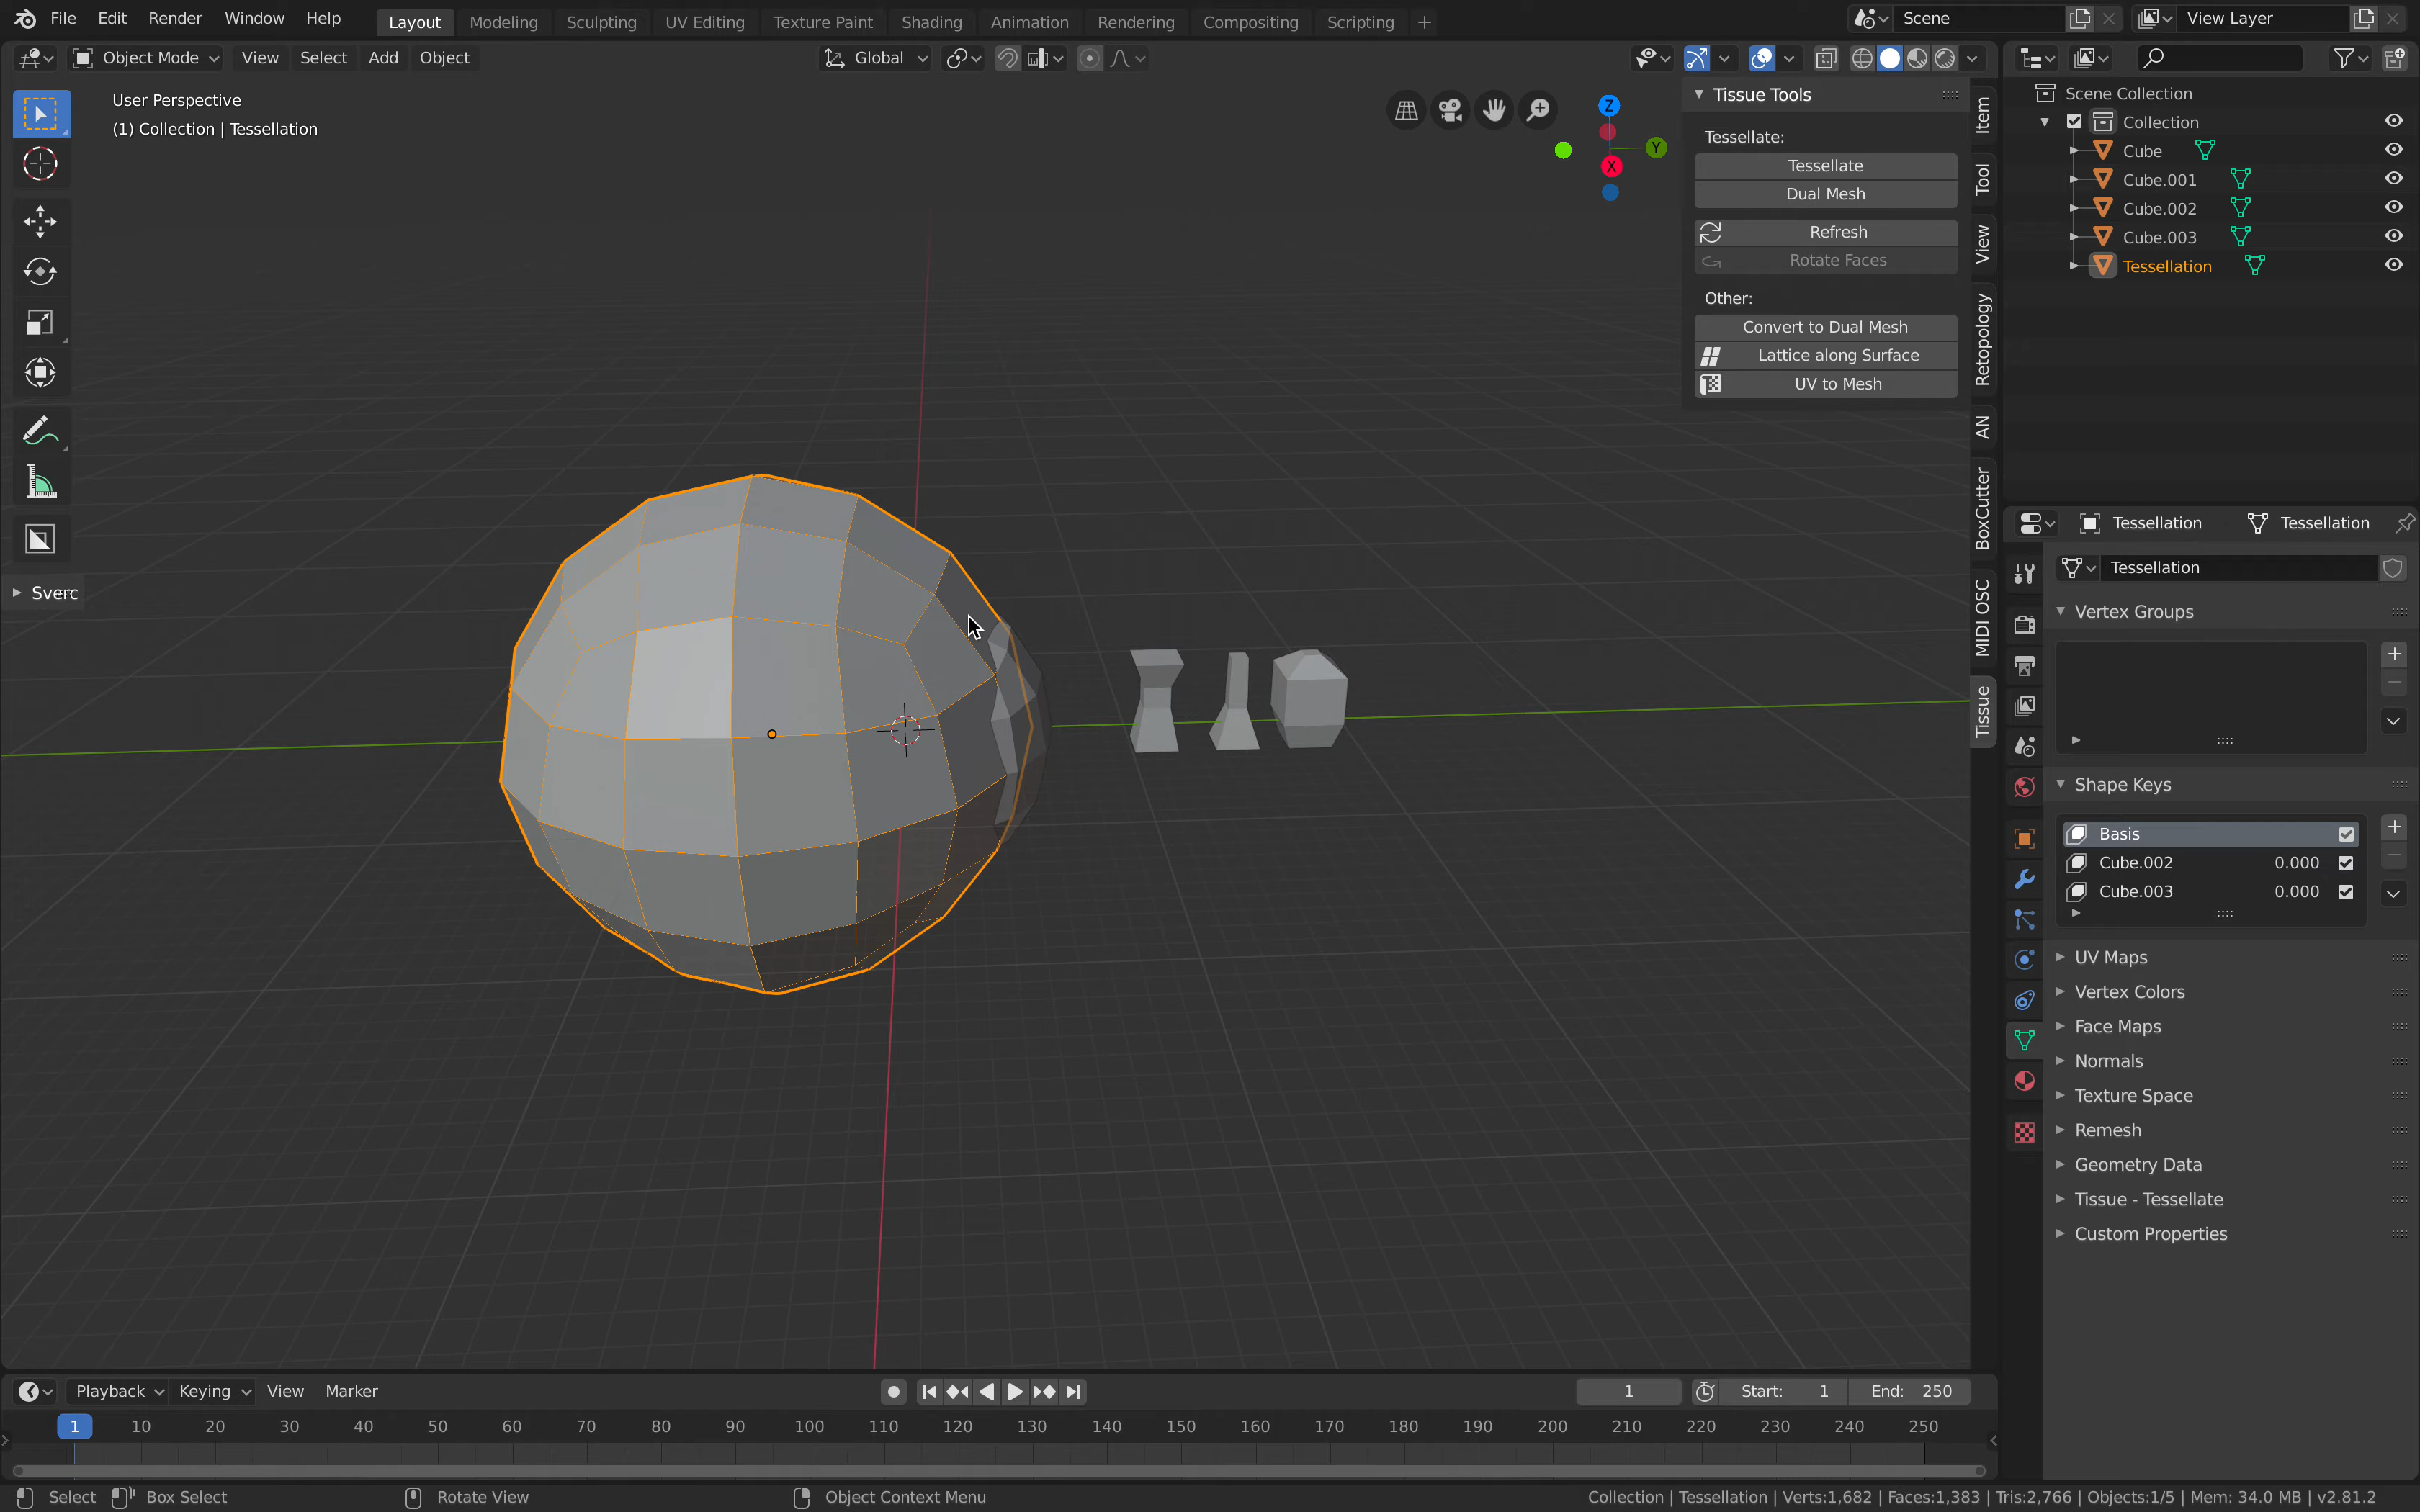 File Edit Render Window Help Layout Modeling Sculpting UV Editing Texture Paint Shading Animation Rendering Compositing Scripting + Scene View Layer
Object Mode View Select Add Object Global
User Perspective
(1) Collection | Tessellation
Z
Y
X
Sverc
Tissue Tools
Tessellate:
Tessellate
Dual Mesh
Refresh
Rotate Faces
Other:
Convert to Dual Mesh
Lattice along Surface
UV to Mesh
Item
Tool
View
Retopology
AN
BoxCutter
MIDI OSC
Tissue
Scene Collection
Collection
Cube
Cube.001
Cube.002
Cube.003
Tessellation
Tessellation Tessellation
Tessellation
Vertex Groups
Shape Keys
Basis
Cube.002 0.000
Cube.003 0.000
UV Maps
Vertex Colors
Face Maps
Normals
Texture Space
Remesh
Geometry Data
Tissue - Tessellate
Custom Properties
Playback Keying View Marker 1 Start: 1 End: 250
1 10 20 30 40 50 60 70 80 90 100 110 120 130 140 150 160 170 180 190 200 210 220 230 240 250
Select Box Select Rotate View Object Context Menu Collection | Tessellation | Verts:1,682 | Faces:1,383 | Tris:2,766 | Objects:1/5 | Mem: 34.0 MB | v2.81.2